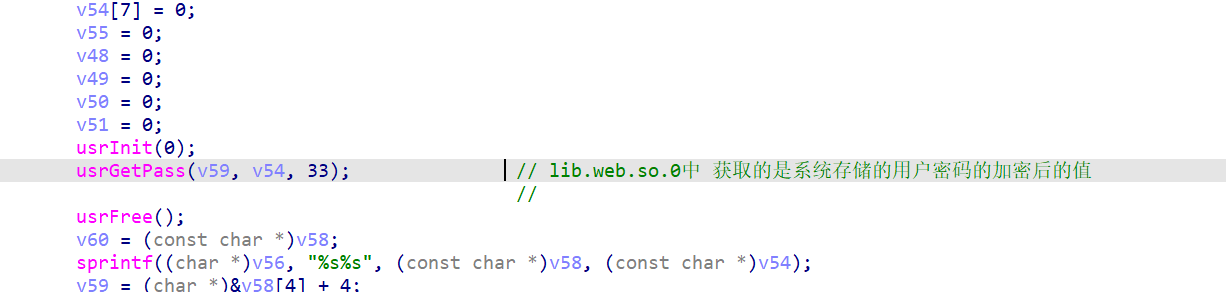 v54[7] = 0;
v55 = 0;
v48 = 0;
v49 = 0;
v50 = 0;
v51 = 0;
usrInit(0);
usrGetPass(v59, v54, 33); // lib.web.so.0中 获取的是系统存储的用户密码的加密后的值
//
usrFree();
v60 = (const char *)v58;
sprintf((char *)v56, "%s%s", (const char *)v58, (const char *)v54);
v59 = (char *)&v58[4] + 4;